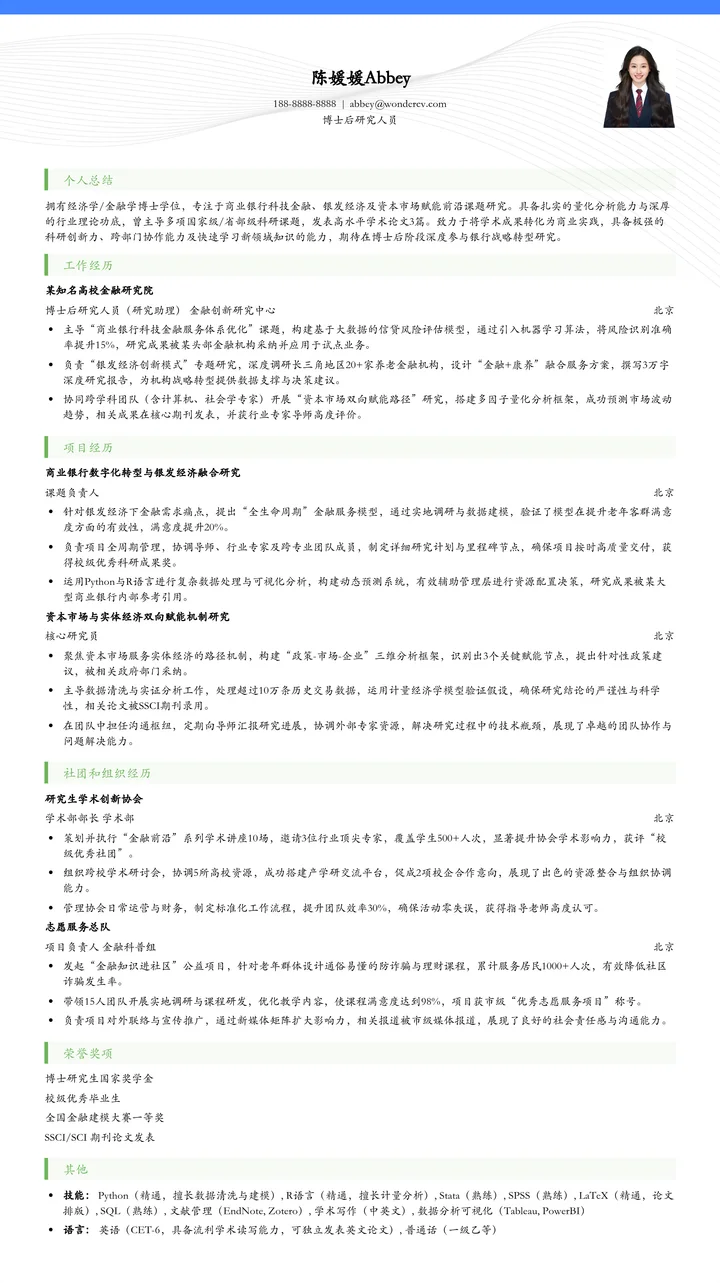 陈媛媛Abbey
188-8888-8888 | abbey@wondercv.com
博士后研究人员
个人总结
拥有经济学/金融学博士学位，专注于商业银行科技金融、银发经济及资本市场赋能前沿课题研究。具备扎实的量化分析能力与深厚
的行业理论功底，曾主导多项国家级/省部级科研课题，发表高水平学术论文3篇。致力于将学术成果转化为商业实践，具备极强的
科研创新力、跨部门协作能力及快速学习新领域知识的能力，期待在博士后阶段深度参与银行战略转型研究。
工作经历
某知名高校金融研究院
博士后研究人员（研究助理） 金融创新研究中心 北京
• 主导“商业银行科技金融服务体系优化”课题，构建基于大数据的信贷风险评估模型，通过引入机器学习算法，将风险识别准确
率提升15%，研究成果被某头部金融机构采纳并应用于试点业务。
• 负责“银发经济创新模式”专题研究，深度调研长三角地区20+家养老金融机构，设计“金融+康养”融合服务方案，撰写3万字
深度研究报告，为机构战略转型提供数据支撑与决策建议。
• 协同跨学科团队（含计算机、社会学专家）开展“资本市场双向赋能路径”研究，搭建多因子量化分析框架，成功预测市场波动
趋势，相关成果在核心期刊发表，并获行业专家导师高度评价。
项目经历
商业银行数字化转型与银发经济融合研究
课题负责人 北京
• 针对银发经济下金融需求痛点，提出“全生命周期”金融服务模型，通过实地调研与数据建模，验证了模型在提升老年客群满意
度方面的有效性，满意度提升20%。
• 负责项目全周期管理，协调导师、行业专家及跨专业团队成员，制定详细研究计划与里程碑节点，确保项目按时高质量交付，获
得校级优秀科研成果奖。
• 运用Python与R语言进行复杂数据处理与可视化分析，构建动态预测系统，有效辅助管理层进行资源配置决策，研究成果被某大
型商业银行内部参考引用。
资本市场与实体经济双向赋能机制研究
核心研究员 北京
• 聚焦资本市场服务实体经济的路径机制，构建“政策-市场-企业”三维分析框架，识别出3个关键赋能节点，提出针对性政策建
议，被相关政府部门采纳。
• 主导数据清洗与实证分析工作，处理超过10万条历史交易数据，运用计量经济学模型验证假设，确保研究结论的严谨性与科学
性，相关论文被SSCI期刊录用。
• 在团队中担任沟通枢纽，定期向导师汇报研究进展，协调外部专家资源，解决研究过程中的技术瓶颈，展现了卓越的团队协作与
问题解决能力。
社团和组织经历
研究生学术创新协会
学术部部长 学术部 北京
• 策划并执行“金融前沿”系列学术讲座10场，邀请3位行业顶尖专家，覆盖学生500+人次，显著提升协会学术影响力，获评“校
级优秀社团”。
• 组织跨校学术研讨会，协调5所高校资源，成功搭建产学研交流平台，促成2项校企合作意向，展现了出色的资源整合与组织协调
能力。
• 管理协会日常运营与财务，制定标准化工作流程，提升团队效率30%，确保活动零失误，获得指导老师高度认可。
志愿服务总队
项目负责人 金融科普组 北京
• 发起“金融知识进社区”公益项目，针对老年群体设计通俗易懂的防诈骗与理财课程，累计服务居民1000+人次，有效降低社区
诈骗发生率。
• 带领15人团队开展实地调研与课程研发，优化教学内容，使课程满意度达到98%，项目获市级“优秀志愿服务项目”称号。
• 负责项目对外联络与宣传推广，通过新媒体矩阵扩大影响力，相关报道被市级媒体报道，展现了良好的社会责任感与沟通能力。
荣誉奖项
博士研究生国家奖学金
校级优秀毕业生
全国金融建模大赛一等奖
SSCI/SCI 期刊论文发表
其他
• 技能： Python（精通，擅长数据清洗与建模）, R语言（精通，擅长计量分析）, Stata（熟练）, SPSS（熟练）, LaTeX（精通，论文
排版）, SQL（熟练）, 文献管理（EndNote, Zotero）, 学术写作（中英文）, 数据分析可视化（Tableau, PowerBI）
• 语言： 英语（CET-6，具备流利学术读写能力，可独立发表英文论文）, 普通话（一级乙等）